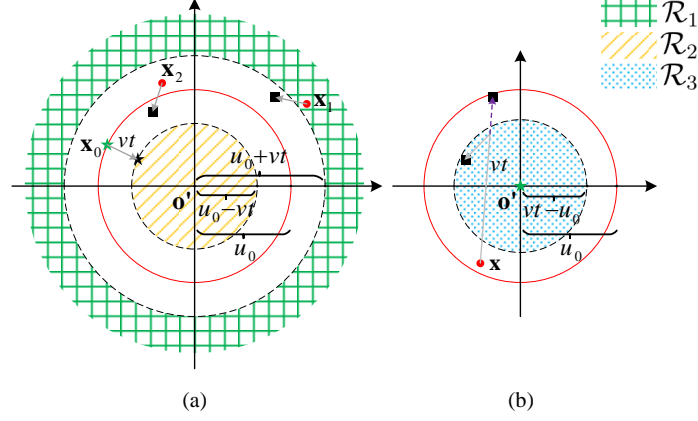 R₁
R₂
R₃
x₂
x₁
x₀
vt
u₀+vt
o'
u₀−vt
u₀
vt
o'
vt−u₀
u₀
x
(a)
(b)